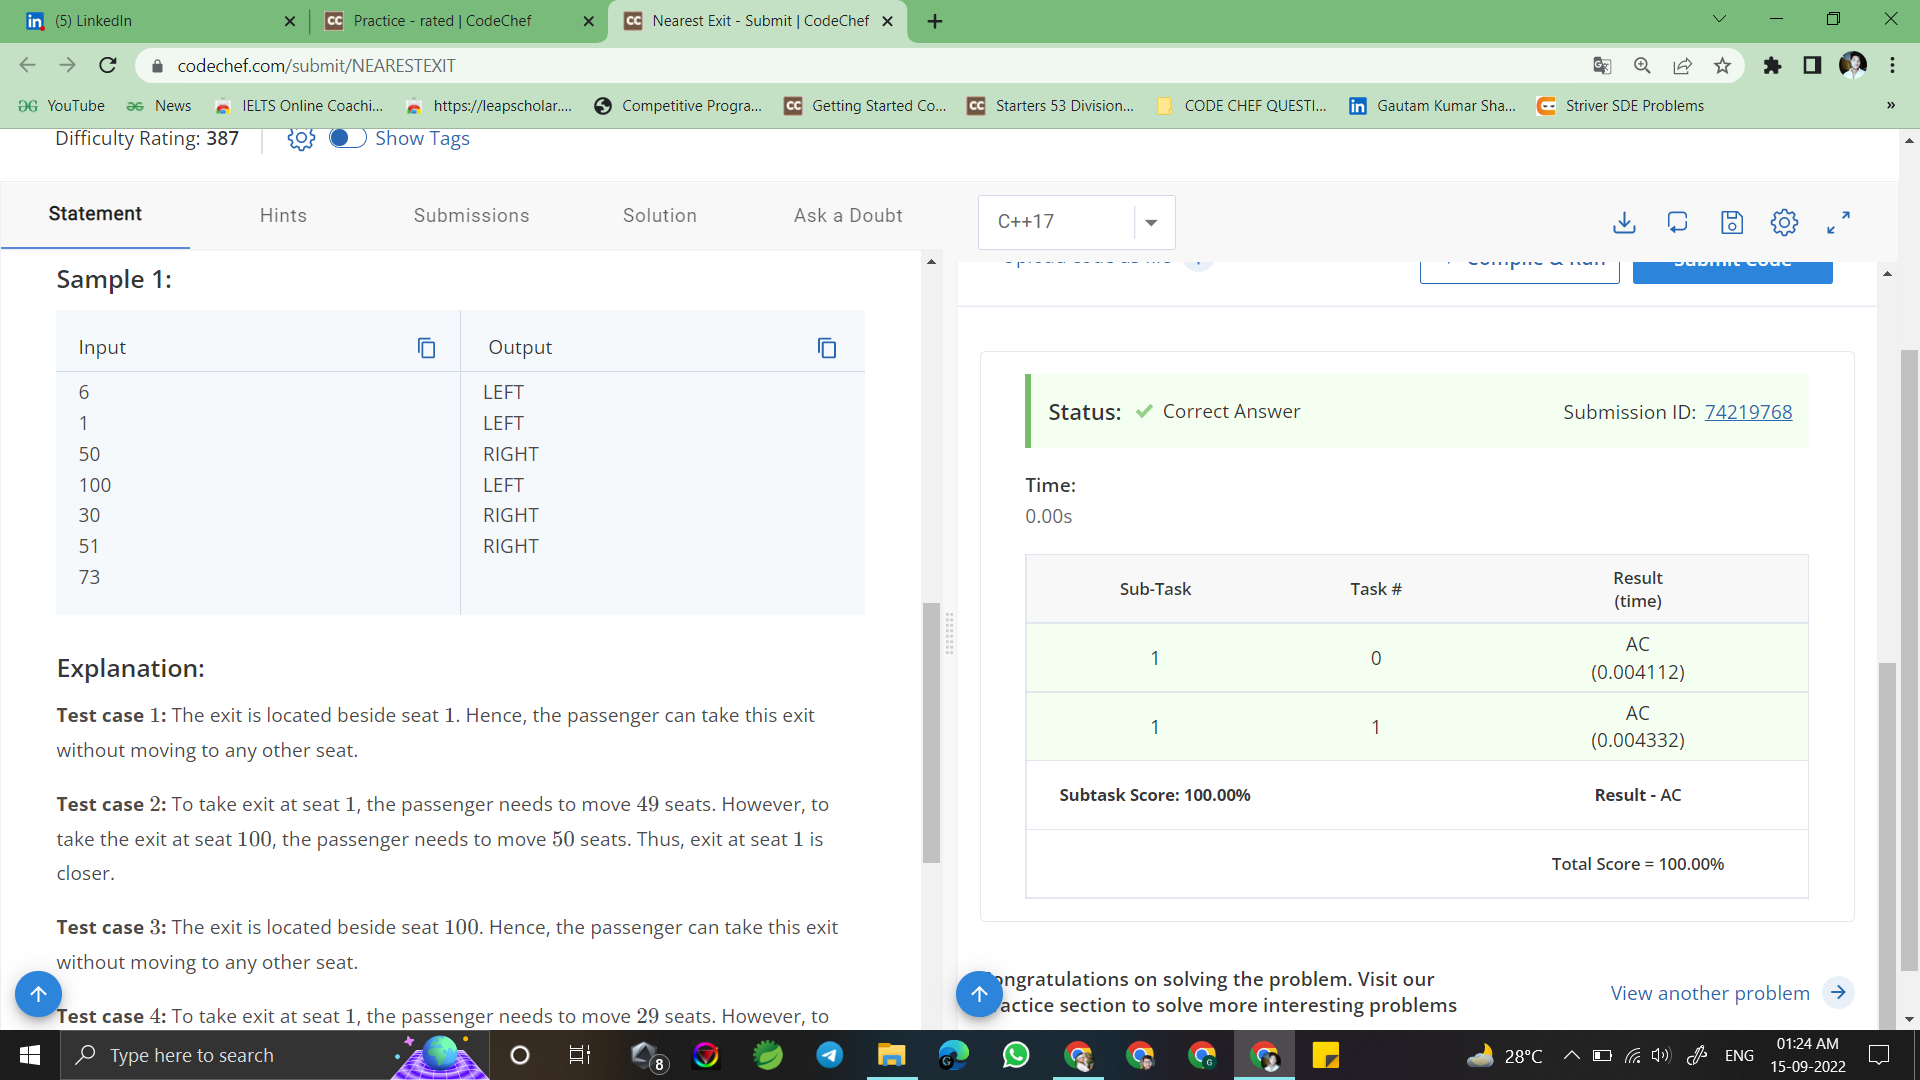 (5) LinkedIn
Practice - rated | CodeChef
Nearest Exit - Submit | CodeChef
codechef.com/submit/NEARESTEXIT
YouTube
News
IELTS Online Coachi...
https://leapscholar....
Competitive Progra...
Getting Started Co...
Starters 53 Division...
CODE CHEF QUESTI...
Gautam Kumar Sha...
Striver SDE Problems
»
Difficulty Rating: 387
Show Tags
Statement
Hints
Submissions
Solution
Ask a Doubt
C++17
Sample 1:
Input
Output
6
1
50
100
30
51
73
LEFT
LEFT
RIGHT
LEFT
RIGHT
RIGHT
Explanation:
Test case 1: The exit is located beside seat 1. Hence, the passenger can take this exit
without moving to any other seat.
Test case 2: To take exit at seat 1, the passenger needs to move 49 seats. However, to
take the exit at seat 100, the passenger needs to move 50 seats. Thus, exit at seat 1 is
closer.
Test case 3: The exit is located beside seat 100. Hence, the passenger can take this exit
without moving to any other seat.
Test case 4: To take exit at seat 1, the passenger needs to move 29 seats. However, to
Upload code as file
Compile & Run
Submit Code
Status: Correct Answer
Submission ID: 74219768
Time:
0.00s
Sub-Task
Task #
Result
(time)
1
0
AC
(0.004112)
1
1
AC
(0.004332)
Subtask Score: 100.00%
Result - AC
Total Score = 100.00%
ongratulations on solving the problem. Visit our
actice section to solve more interesting problems
View another problem
Type here to search
8
28°C
ENG
01:24 AM
15-09-2022